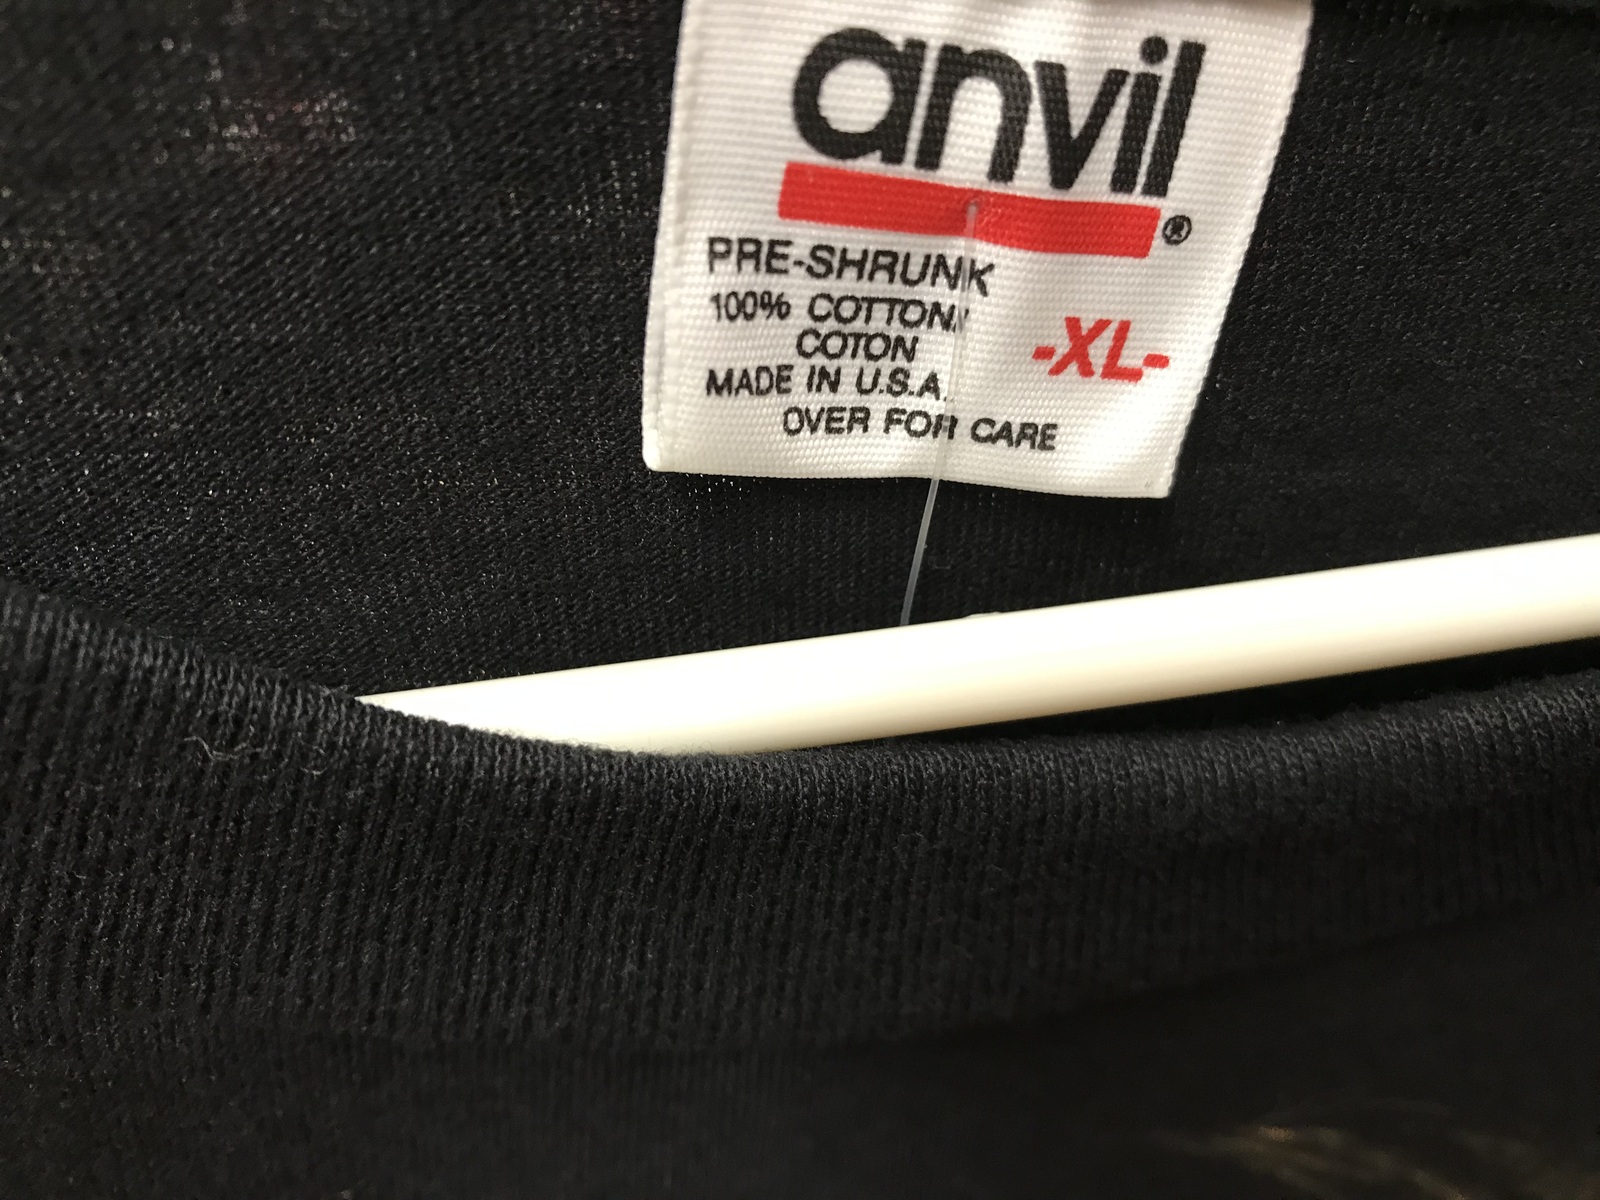 anvil®
PRE-SHRUNK
100% COTTON/
COTON
-XL-
MADE IN U.S.A.
OVER FOR CARE